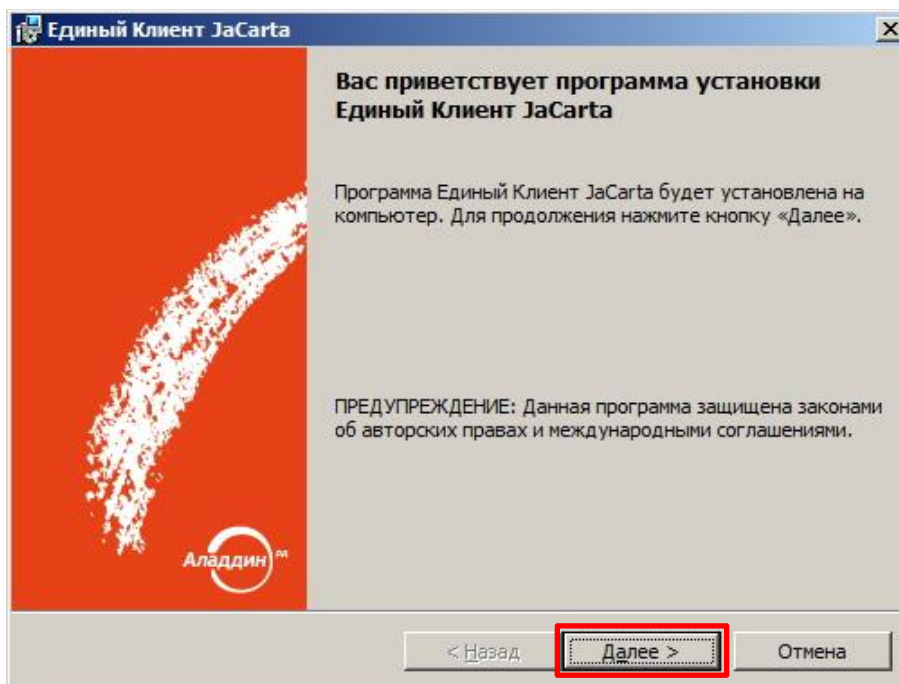 Единый Клиент JaCarta
Вас приветствует программа установки
Единый Клиент JaCarta
Программа Единый Клиент JaCarta будет установлена на
компьютер. Для продолжения нажмите кнопку «Далее».
ПРЕДУПРЕЖДЕНИЕ: Данная программа защищена законами
об авторских правах и международными соглашениями.
Аладдин
< Назад
Далее >
Отмена